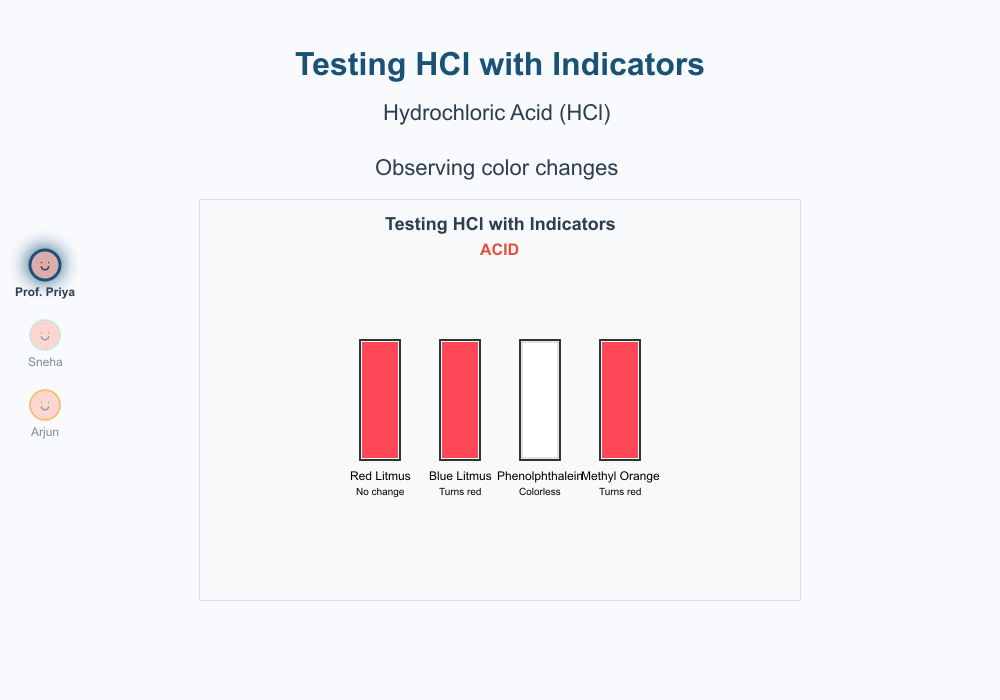 Testing HCl with Indicators
Hydrochloric Acid (HCl)
Observing color changes
Testing HCl with Indicators
ACID
Prof. Priya
Sneha
Arjun
Red Litmus Blue Litmus Phenolphthalein Methyl Orange
No change Turns red Colorless Turns red